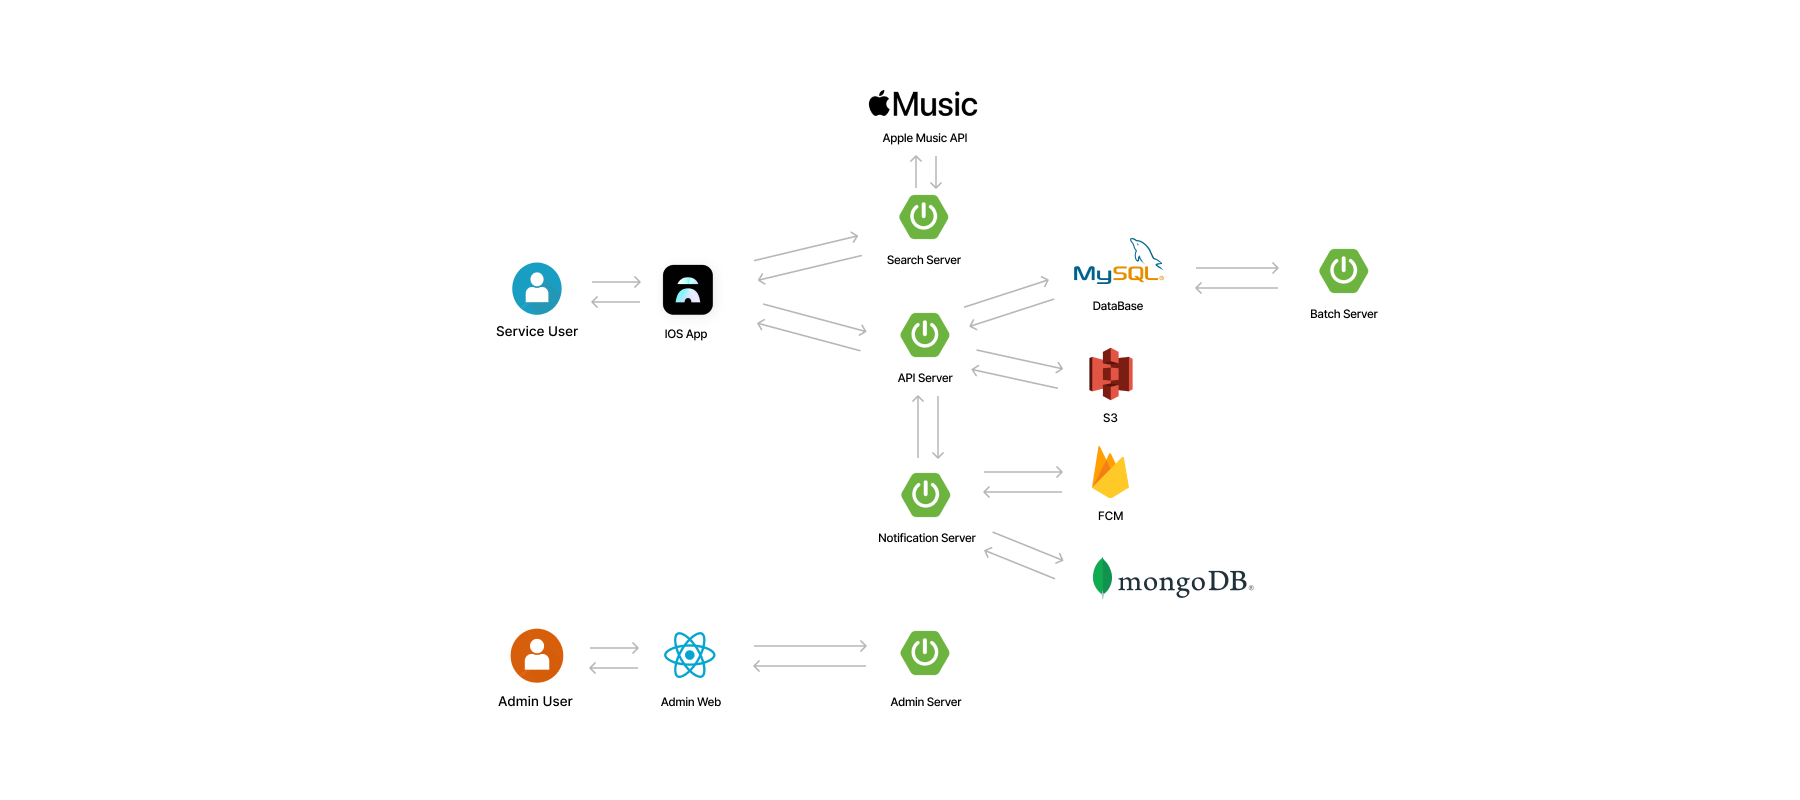 Music
Apple Music API
Search Server
MySQL
DataBase
Batch Server
Service User
IOS App
API Server
S3
FCM
Notification Server
mongoDB
Admin User
Admin Web
Admin Server